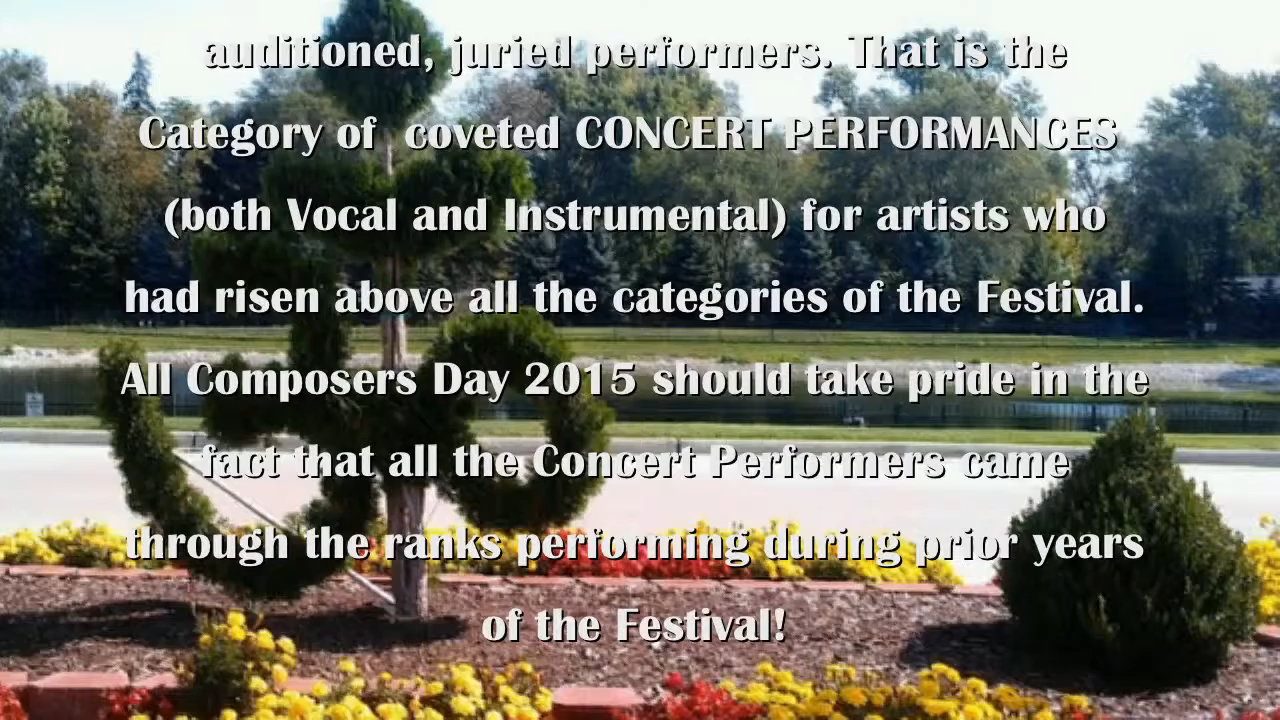 auditioned, juried performers. That is the
Category of  coveted CONCERT PERFORMANCES
(both Vocal and Instrumental) for artists who
had risen above all the categories of the Festival.
All Composers Day 2015 should take pride in the
fact that all the Concert Performers came
through the ranks performing during prior years
of the Festival!